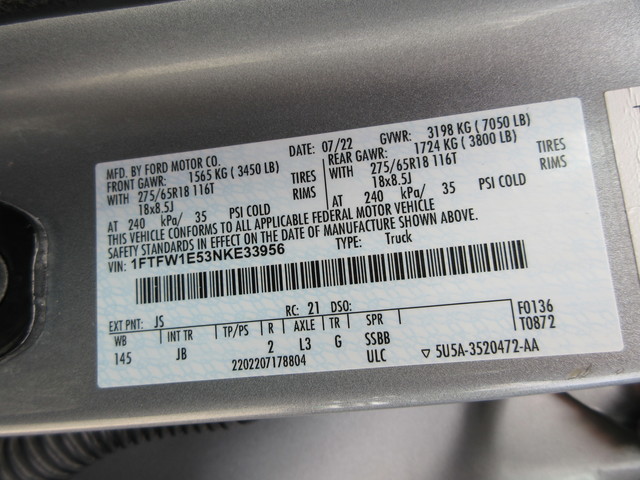 MFD. BY FORD MOTOR CO.
DATE: 07/22 GVWR: 3198 KG ( 7050 LB)
FRONT GAWR: 1565 KG ( 3450 LB) REAR GAWR: 1724 KG ( 3800 LB)
WITH 275/65R18 116T TIRES 275/65R18 116T TIRES
18x8.5J RIMS 18x8.5J RIMS
AT 240 kPa/ 35 PSI COLD AT 240 kPa/ 35 PSI COLD
THIS VEHICLE CONFORMS TO ALL APPLICABLE FEDERAL MOTOR VEHICLE
SAFETY STANDARDS IN EFFECT ON THE DATE OF MANUFACTURE SHOWN ABOVE.
VIN: 1FTFW1E53NKE33956 TYPE: Truck
EXT PNT: JS RC: 21 DSO: F0136
WB INT TR TP/PS R AXLE TR SPR T0872
145 JB 2 L3 G SSBB
2202207178804 ULC ▽ 5U5A-3520472-AA